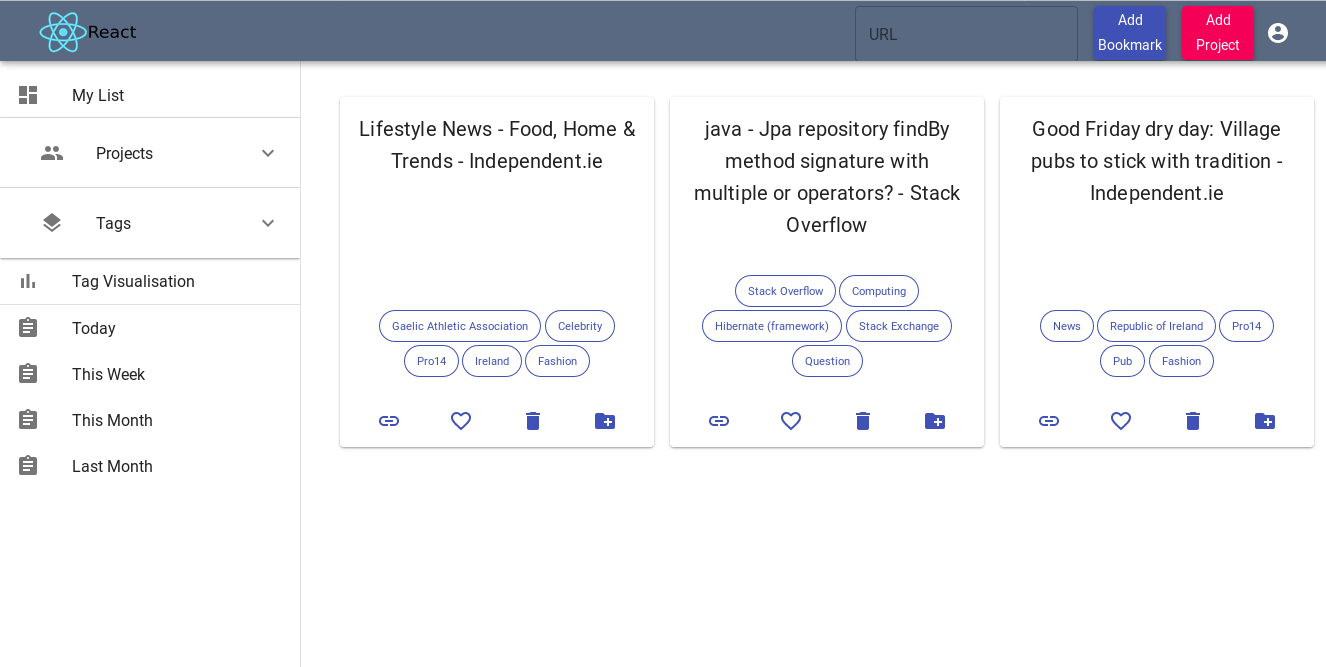 React
URL
Add
Bookmark
Add
Project
My List
Projects
Tags
Tag Visualisation
Today
This Week
This Month
Last Month
Lifestyle News - Food, Home &
Trends - Independent.ie
Gaelic Athletic Association
Celebrity
Pro14
Ireland
Fashion
java - Jpa repository findBy
method signature with
multiple or operators? - Stack
Overflow
Stack Overflow
Computing
Hibernate (framework)
Stack Exchange
Question
Good Friday dry day: Village
pubs to stick with tradition -
Independent.ie
News
Republic of Ireland
Pro14
Pub
Fashion